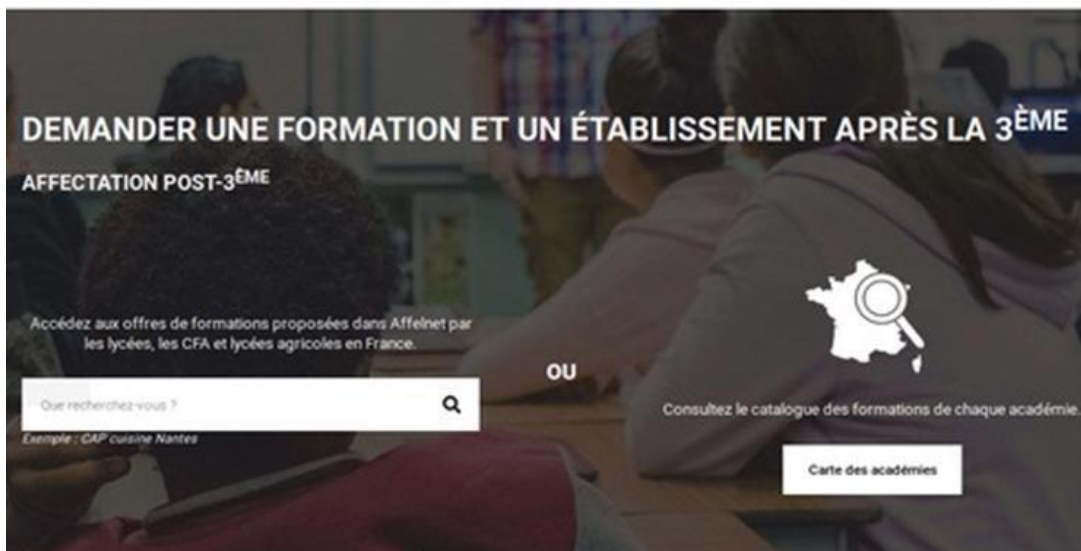 DEMANDER UNE FORMATION ET UN ÉTABLISSEMENT APRÈS LA 3ÈME
AFFECTATION POST-3ÈME
Accédez aux offres de formations proposées dans Affelnet par
les lycées, les CFA et lycées agricoles en France.
Que recherchez-vous ?
Exemple : CAP cuisine Nantes
OU
Consultez le catalogue des formations de chaque académie.
Carte des académies